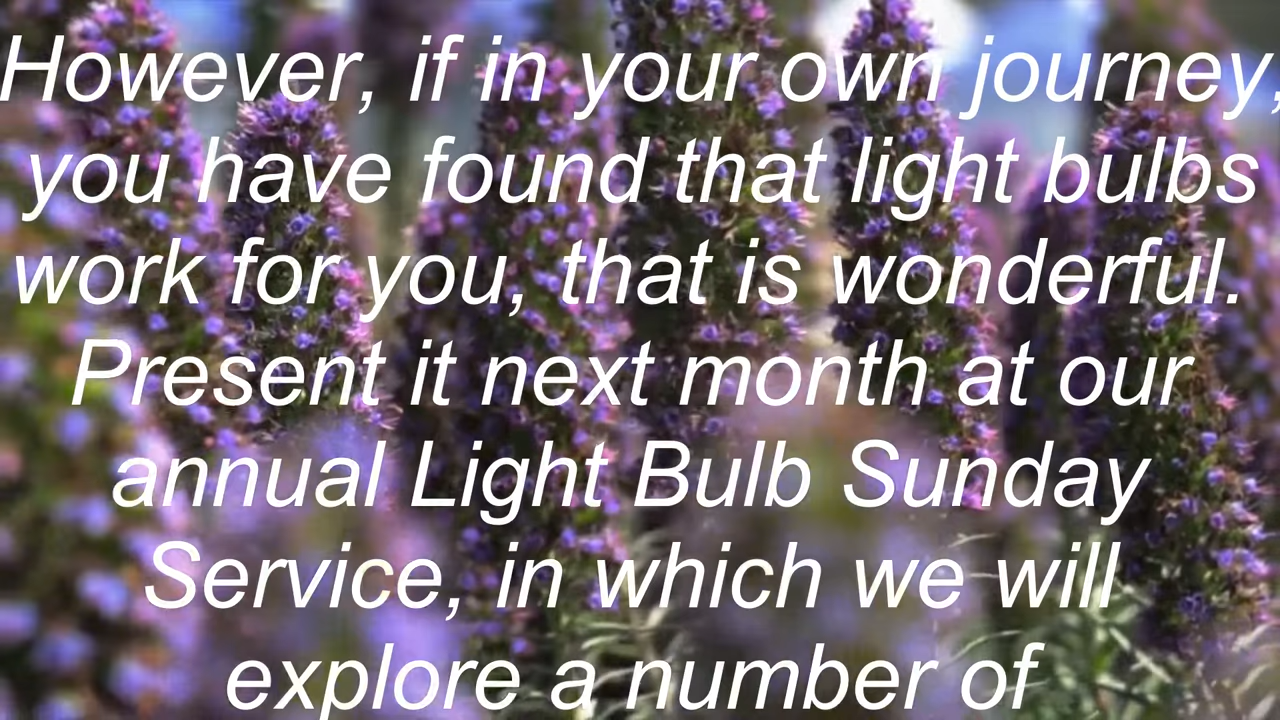 However, if in your own journey,
you have found that light bulbs
work for you, that is wonderful.
Present it next month at our
annual Light Bulb Sunday
Service, in which we will
explore a number of